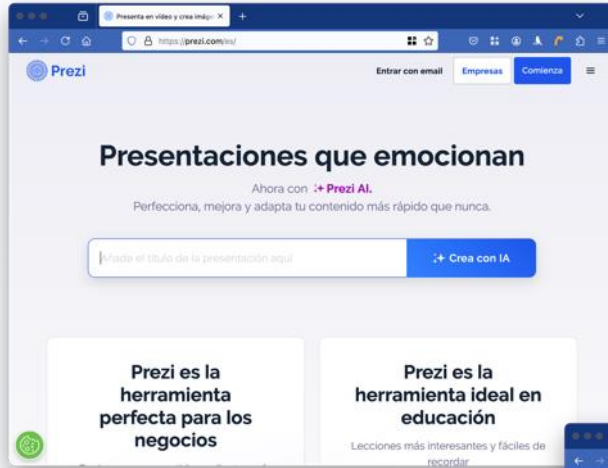 Presenta en vídeo y crea imáge
https://prezi.com/es/
Prezi
Entrar con email
Empresas
Comienza
Presentaciones que emocionan
Ahora con Prezi AI.
Perfecciona, mejora y adapta tu contenido más rápido que nunca.
Añade el título de la presentación aquí
Crea con IA
Prezi es la
herramienta
perfecta para los
negocios
Prezi es la
herramienta ideal en
educación
Lecciones más interesantes y fáciles de
recordar